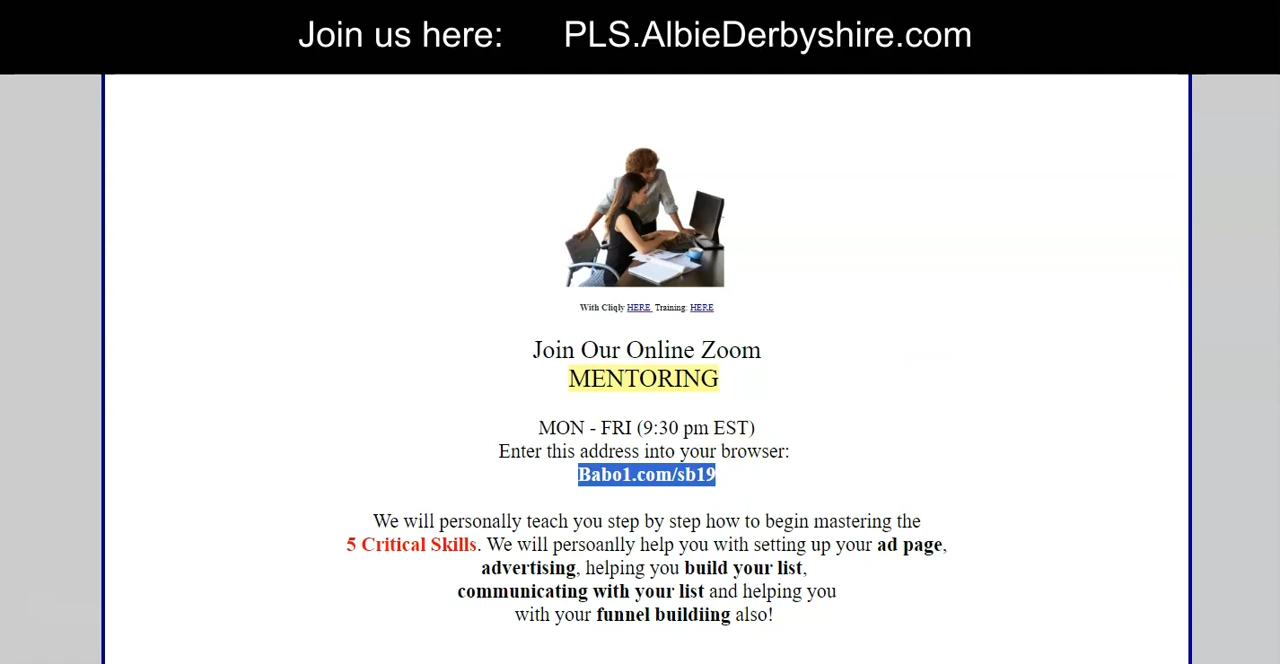 Join us here: PLS.AlbieDerbyshire.com
With Cliqly HERE Training: HERE
Join Our Online Zoom
MENTORING
MON - FRI (9:30 pm EST)
Enter this address into your browser:
Babo1.com/sb19
We will personally teach you step by step how to begin mastering the
5 Critical Skills. We will persoanlly help you with setting up your ad page,
advertising, helping you build your list,
communicating with your list and helping you
with your funnel buildiing also!